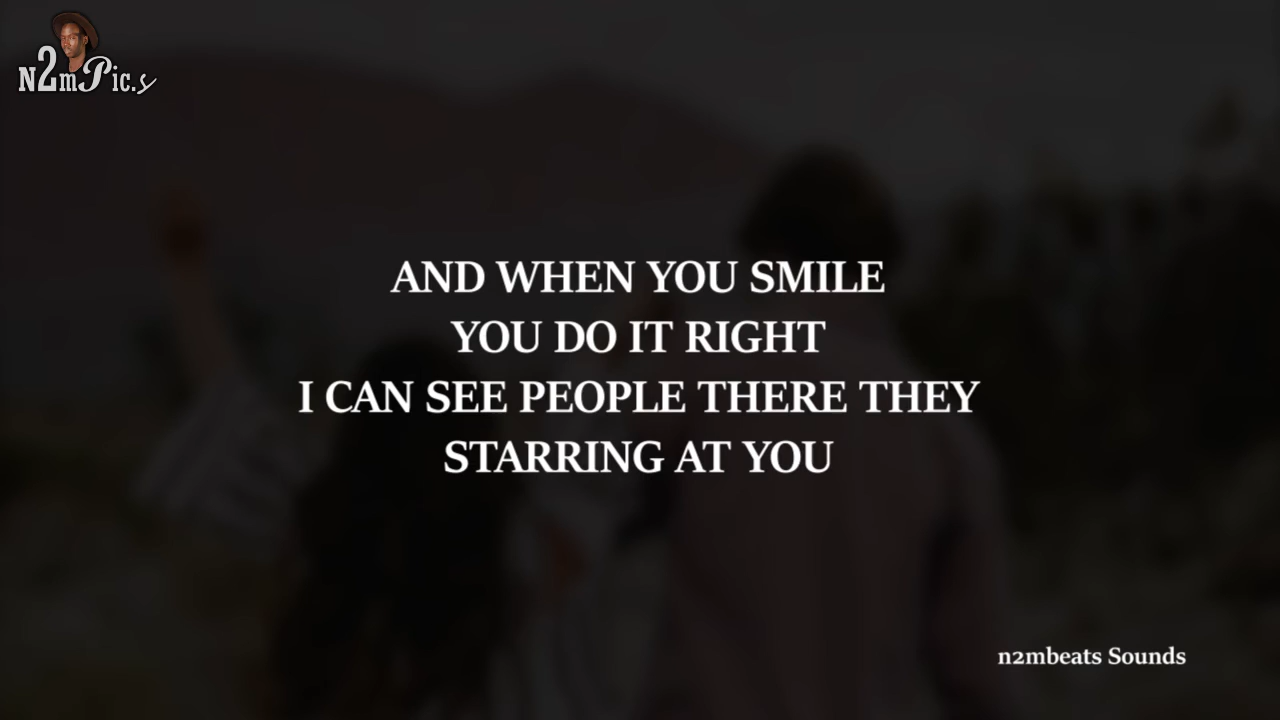 N2mPic.y
AND WHEN YOU SMILE
YOU DO IT RIGHT
I CAN SEE PEOPLE THERE THEY
STARRING AT YOU
n2mbeats Sounds